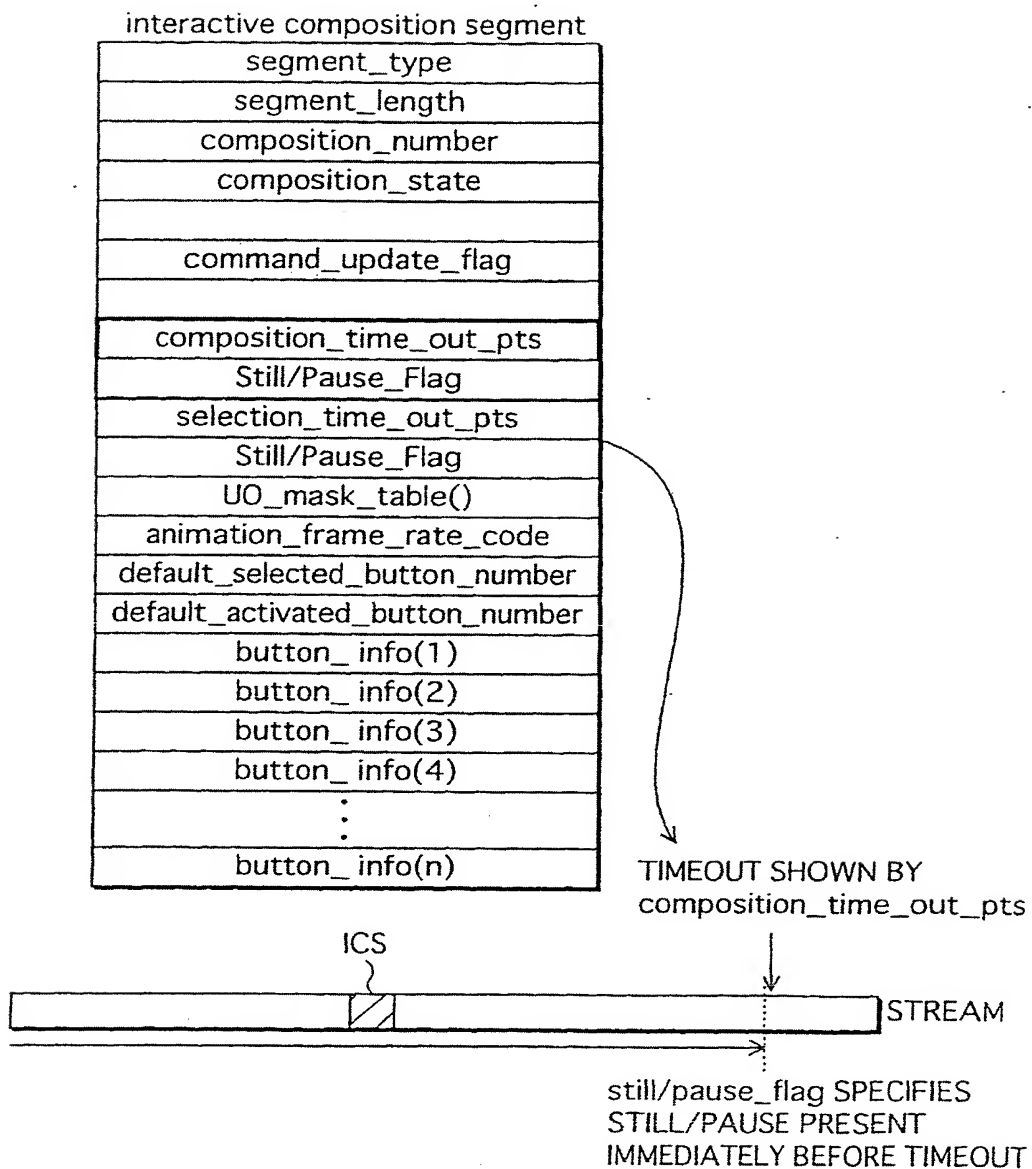 interactive composition segment
segment_type
segment_length
composition_number
composition_state
command_update_flag
composition_time_out_pts
Still/Pause_Flag
selection_time_out_pts
Still/Pause_Flag
UO_mask_table()
animation_frame_rate_code
default_selected_button_number
default_activated_button_number
button_ info(1)
button_ info(2)
button_ info(3)
button_ info(4)
button_ info(n)
TIMEOUT SHOWN BY
composition_time_out_pts
ICS
STREAM
still/pause_flag SPECIFIES
STILL/PAUSE PRESENT
IMMEDIATELY BEFORE TIMEOUT